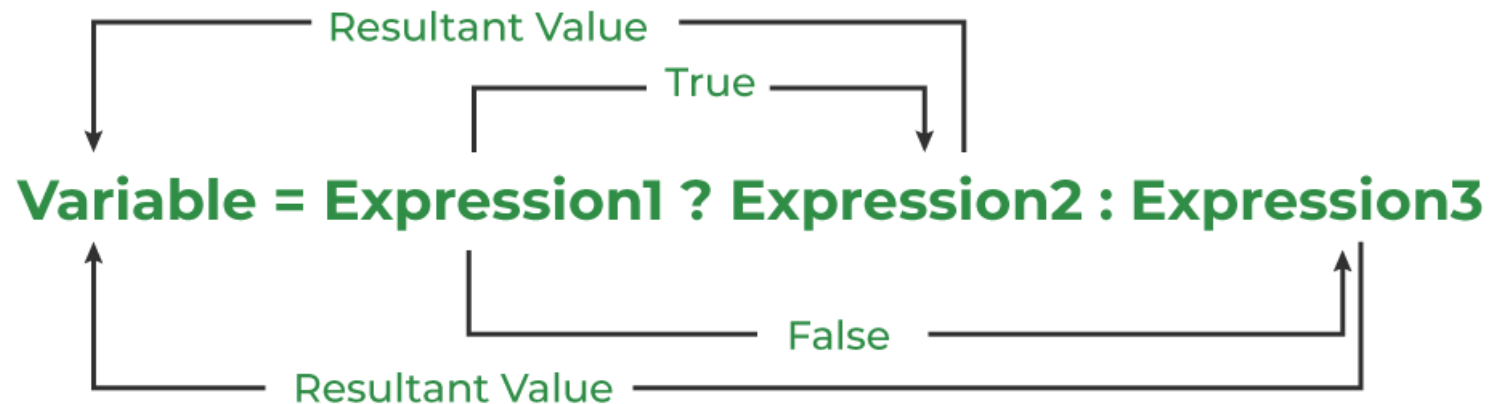 Resultant Value
True
Variable = Expression1 ? Expression2 : Expression3
False
Resultant Value